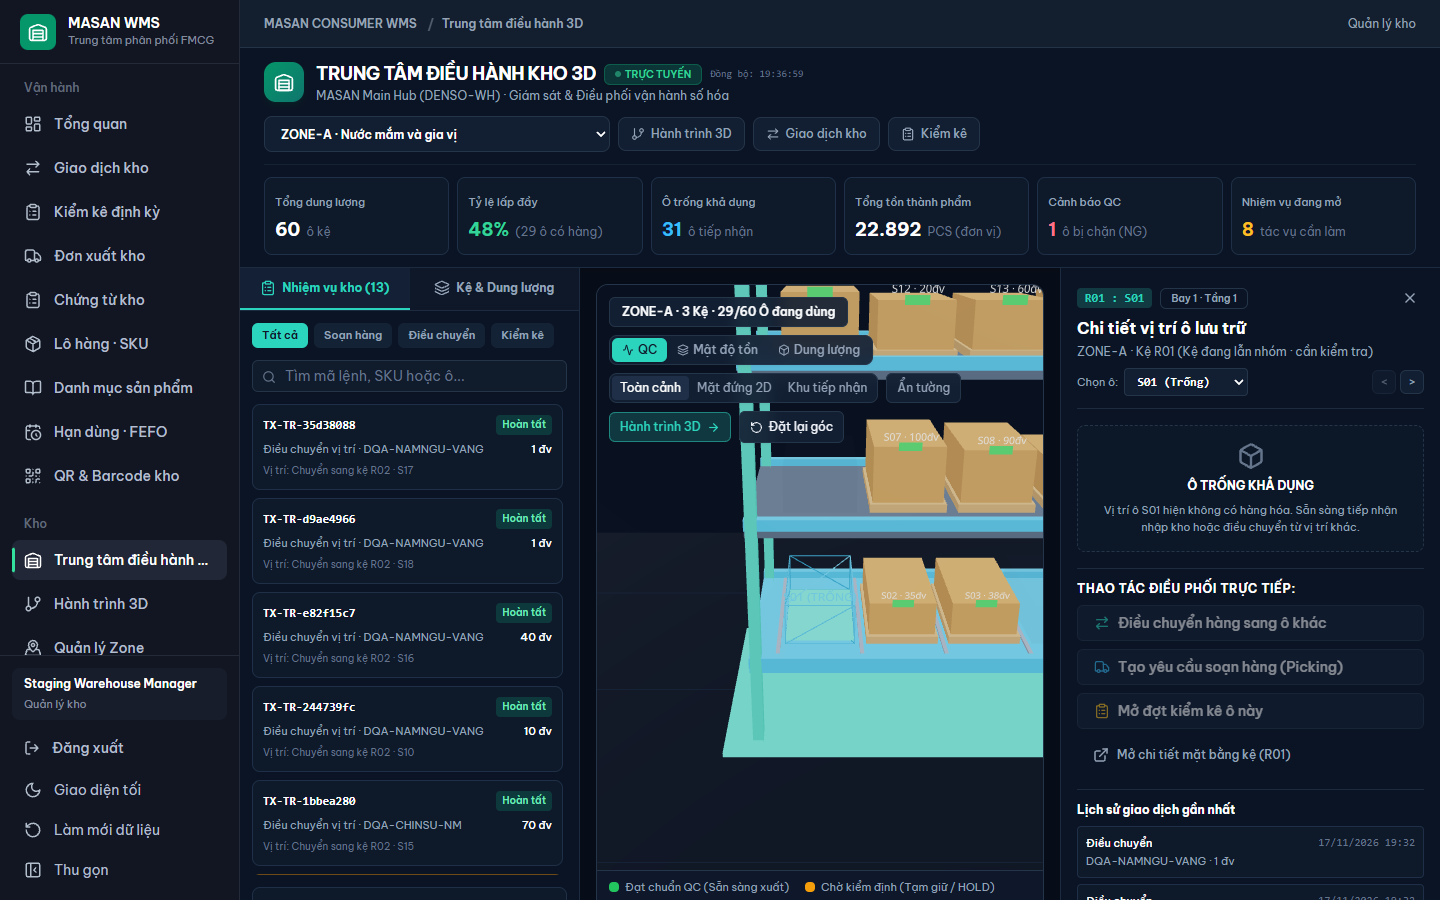 MASAN WMS
Trung tâm phân phối FMCG
Vận hành
Tổng quan
Giao dịch kho
Kiểm kê định kỳ
Đơn xuất kho
Chứng từ kho
Lô hàng · SKU
Danh mục sản phẩm
Hạn dùng · FEFO
QR & Barcode kho
Kho
Trung tâm điều hành ...
Hành trình 3D
Quản lý Zone
Staging Warehouse Manager
Quản lý kho
Đăng xuất
Giao diện tối
Làm mới dữ liệu
Thu gọn
MASAN CONSUMER WMS / Trung tâm điều hành 3D
Quản lý kho
TRUNG TÂM ĐIỀU HÀNH KHO 3D
TRỰC TUYẾN
Đồng bộ: 19:36:59
MASAN Main Hub (DENSO-WH) · Giám sát & Điều phối vận hành số hóa
ZONE-A · Nước mắm và gia vị
Hành trình 3D
Giao dịch kho
Kiểm kê
Tổng dung lượng
60 ô kệ
Tỷ lệ lấp đầy
48% (29 ô có hàng)
Ô trống khả dụng
31 ô tiếp nhận
Tổng tồn thành phẩm
22.892 PCS (đơn vị)
Cảnh báo QC
1 ô bị chặn (NG)
Nhiệm vụ đang mở
8 tác vụ cần làm
Nhiệm vụ kho (13)
Kệ & Dung lượng
Tất cả
Soạn hàng
Điều chuyển
Kiểm kê
Tìm mã lệnh, SKU hoặc ô...
TX-TR-35d38088
Hoàn tất
Điều chuyển vị trí · DQA-NAMNGU-VANG
1 đv
Vị trí: Chuyển sang kệ R02 · S17
TX-TR-d9ae4966
Hoàn tất
Điều chuyển vị trí · DQA-NAMNGU-VANG
1 đv
Vị trí: Chuyển sang kệ R02 · S18
TX-TR-e82f15c7
Hoàn tất
Điều chuyển vị trí · DQA-NAMNGU-VANG
40 đv
Vị trí: Chuyển sang kệ R02 · S16
TX-TR-244739fc
Hoàn tất
Điều chuyển vị trí · DQA-NAMNGU-VANG
10 đv
Vị trí: Chuyển sang kệ R02 · S10
TX-TR-1bbea280
Hoàn tất
Điều chuyển vị trí · DQA-CHINSU-NM
70 đv
Vị trí: Chuyển sang kệ R02 · S15
ZONE-A · 3 Kệ · 29/60 Ô đang dùng
QC
Mật độ tồn
Dung lượng
Toàn cảnh
Mặt đứng 2D
Khu tiếp nhận
Ẩn tường
Hành trình 3D →
Đặt lại góc
S12 · 20đv
S13 · 60đv
S07 · 100đv
S08 · 90đv
S02 · 35đv
S03 · 38đv
Đạt chuẩn QC (Sẵn sàng xuất)
Chờ kiểm định (Tạm giữ / HOLD)
R01 : S01
Bay 1 · Tầng 1
Chi tiết vị trí ô lưu trữ
ZONE-A · Kệ R01 (Kệ đang lẫn nhóm · cần kiểm tra)
Chọn ô:
S01 (Trống)
<
>
Ô TRỐNG KHẢ DỤNG
Vị trí ô S01 hiện không có hàng hóa. Sẵn sàng tiếp nhận
nhập kho hoặc điều chuyển từ vị trí khác.
THAO TÁC ĐIỀU PHỐI TRỰC TIẾP:
Điều chuyển hàng sang ô khác
Tạo yêu cầu soạn hàng (Picking)
Mở đợt kiểm kê ô này
Mở chi tiết mặt bằng kệ (R01)
Lịch sử giao dịch gần nhất
Điều chuyển
17/11/2026 19:32
DQA-NAMNGU-VANG · 1 đv